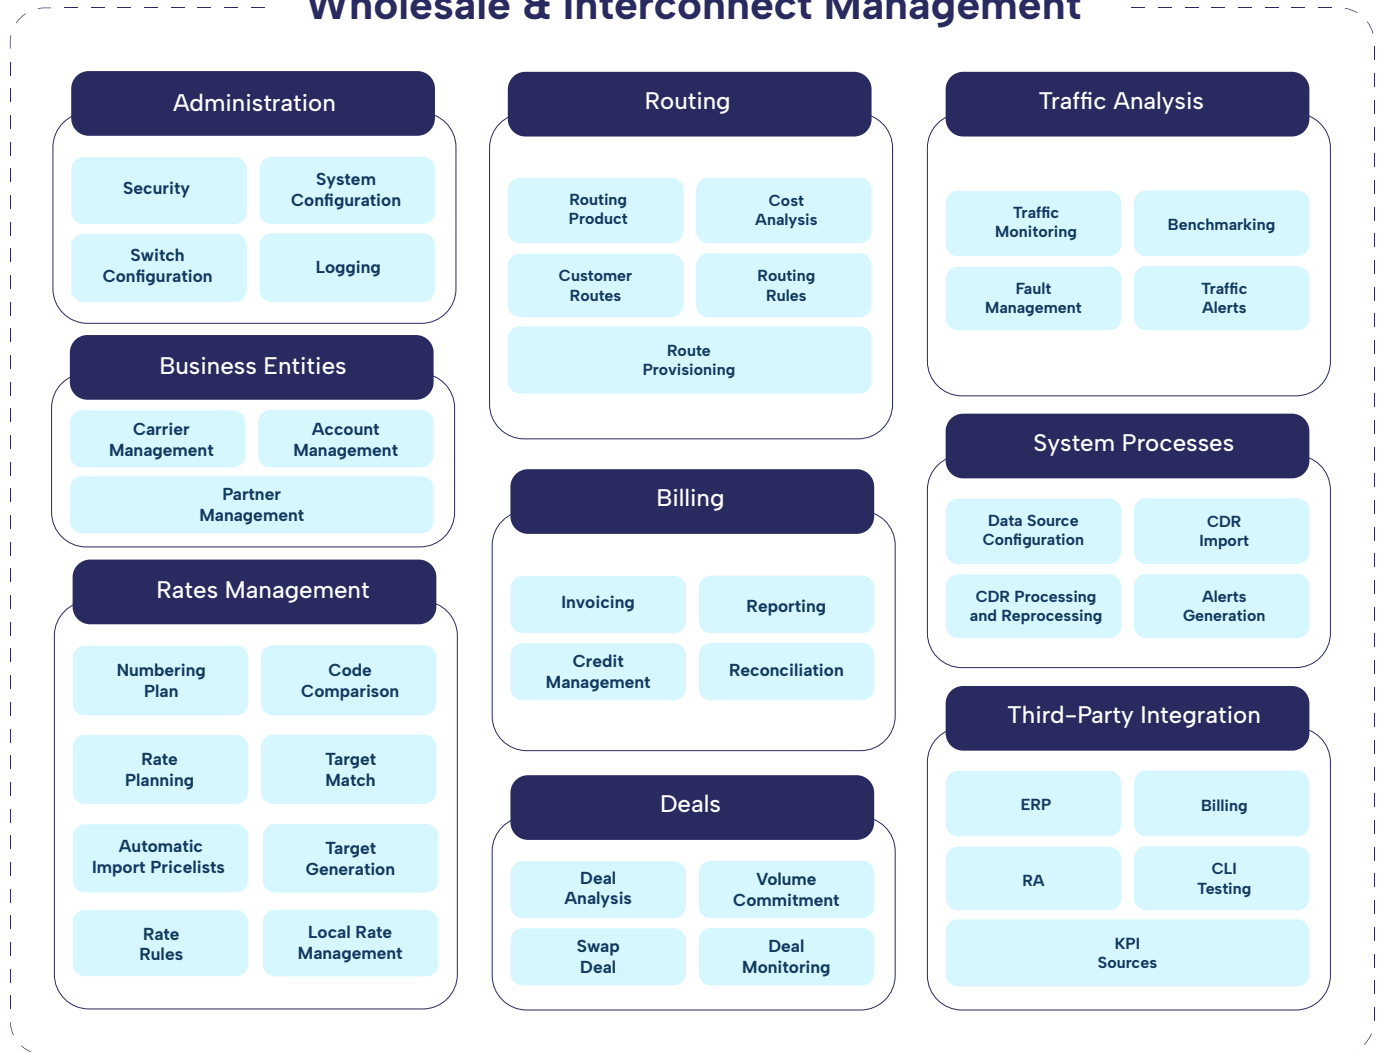 Wholesale & Interconnect Management
Administration
Security
System
Configuration
Switch
Configuration
Logging
Business Entities
Carrier
Management
Account
Management
Partner
Management
Rates Management
Numbering
Plan
Code
Comparison
Rate
Planning
Target
Match
Automatic
Import Pricelists
Target
Generation
Rate
Rules
Local Rate
Management
Routing
Routing
Product
Cost
Analysis
Customer
Routes
Routing
Rules
Route
Provisioning
Billing
Invoicing
Reporting
Credit
Management
Reconciliation
Deals
Deal
Analysis
Volume
Commitment
Swap
Deal
Deal
Monitoring
Traffic Analysis
Traffic
Monitoring
Benchmarking
Fault
Management
Traffic
Alerts
System Processes
Data Source
Configuration
CDR
Import
CDR Processing
and Reprocessing
Alerts
Generation
Third-Party Integration
ERP
Billing
RA
CLI
Testing
KPI
Sources